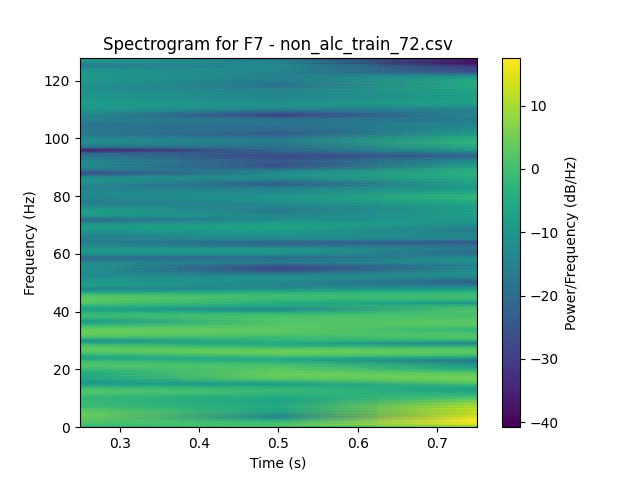 Spectrogram for F7 - non_alc_train_72.csv
120
100
80
60
40
20
0
Frequency (Hz)
0.3 0.4 0.5 0.6 0.7
Time (s)
10
0
−10
−20
−30
−40
Power/Frequency (dB/Hz)